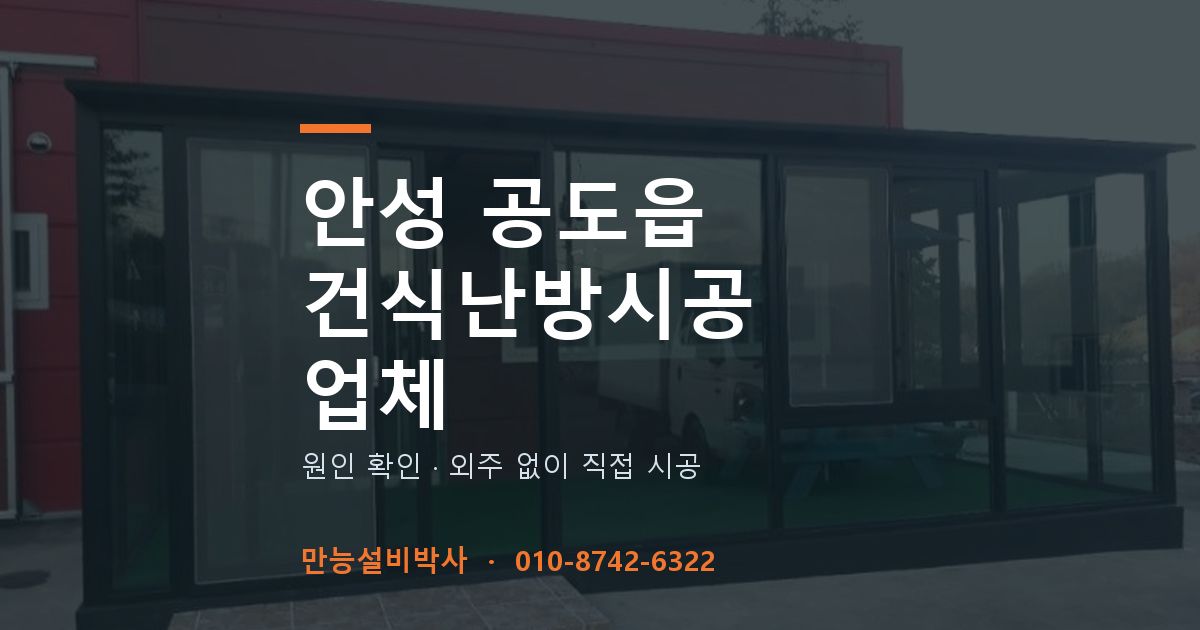 안성 공도읍
건식난방시공
업체
원인 확인 · 외주 없이 직접 시공
만능설비박사 · 010-8742-6322